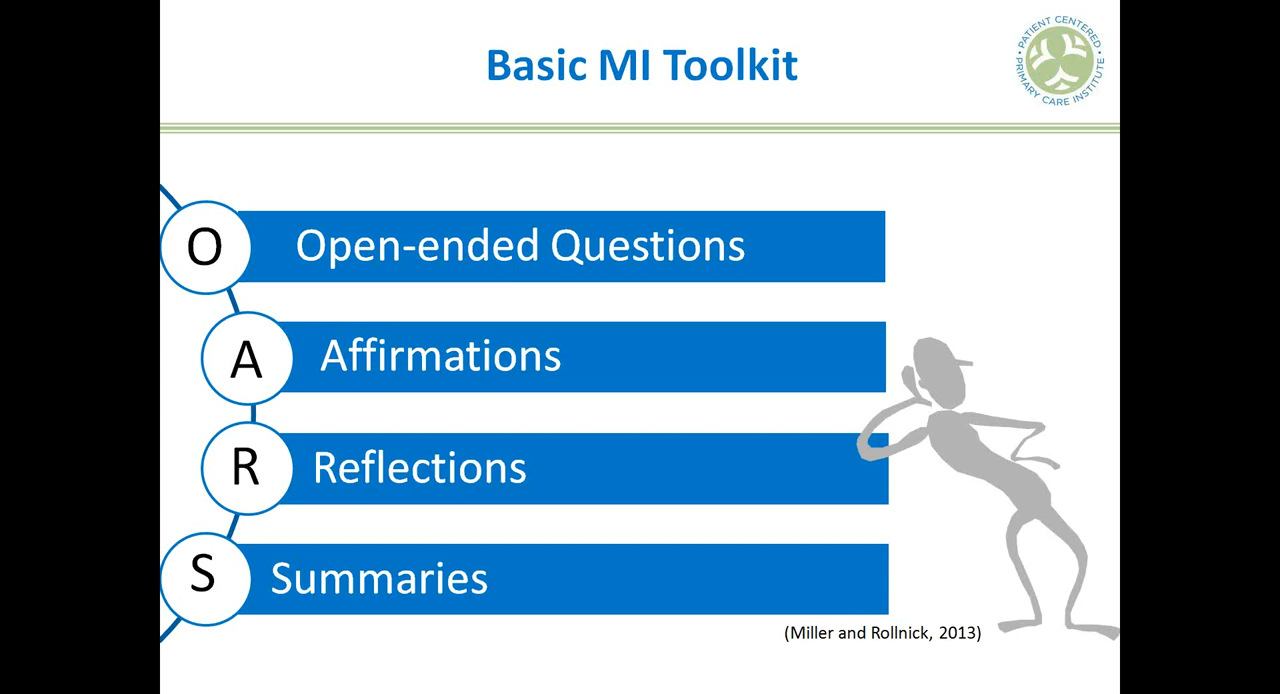 Basic MI Toolkit
PATIENT CENTERED
PRIMARY CARE INSTITUTE
O
Open-ended Questions
A
Affirmations
R
Reflections
S
Summaries
(Miller and Rollnick, 2013)